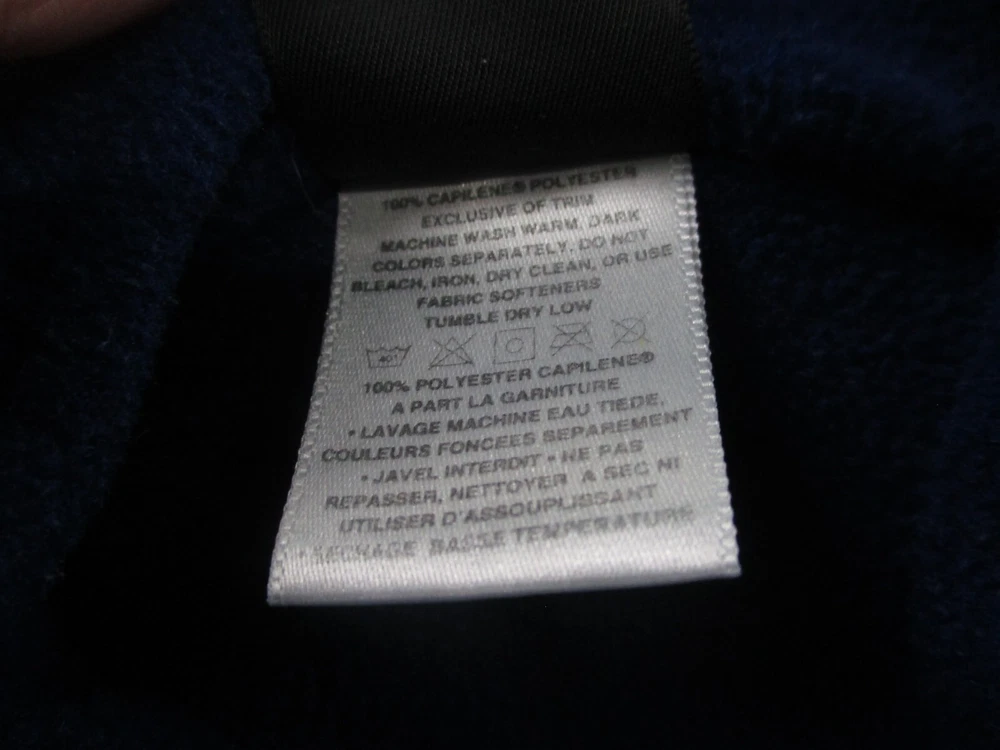 100% CAPILENE® POLYESTER
EXCLUSIVE OF TRIM
MACHINE WASH WARM, DARK
COLORS SEPARATELY, DO NOT
BLEACH, IRON, DRY CLEAN, OR USE
FABRIC SOFTENERS
TUMBLE DRY LOW
40°
100% POLYESTER CAPILENE®
A PART LA GARNITURE
• LAVAGE MACHINE EAU TIEDE,
COULEURS FONCEES SEPAREMENT
• JAVEL INTERDIT • NE PAS
REPASSER, NETTOYER A SEC NI
UTILISER D'ASSOUPLISSANT
SECHAGE BASSE TEMPERATURE